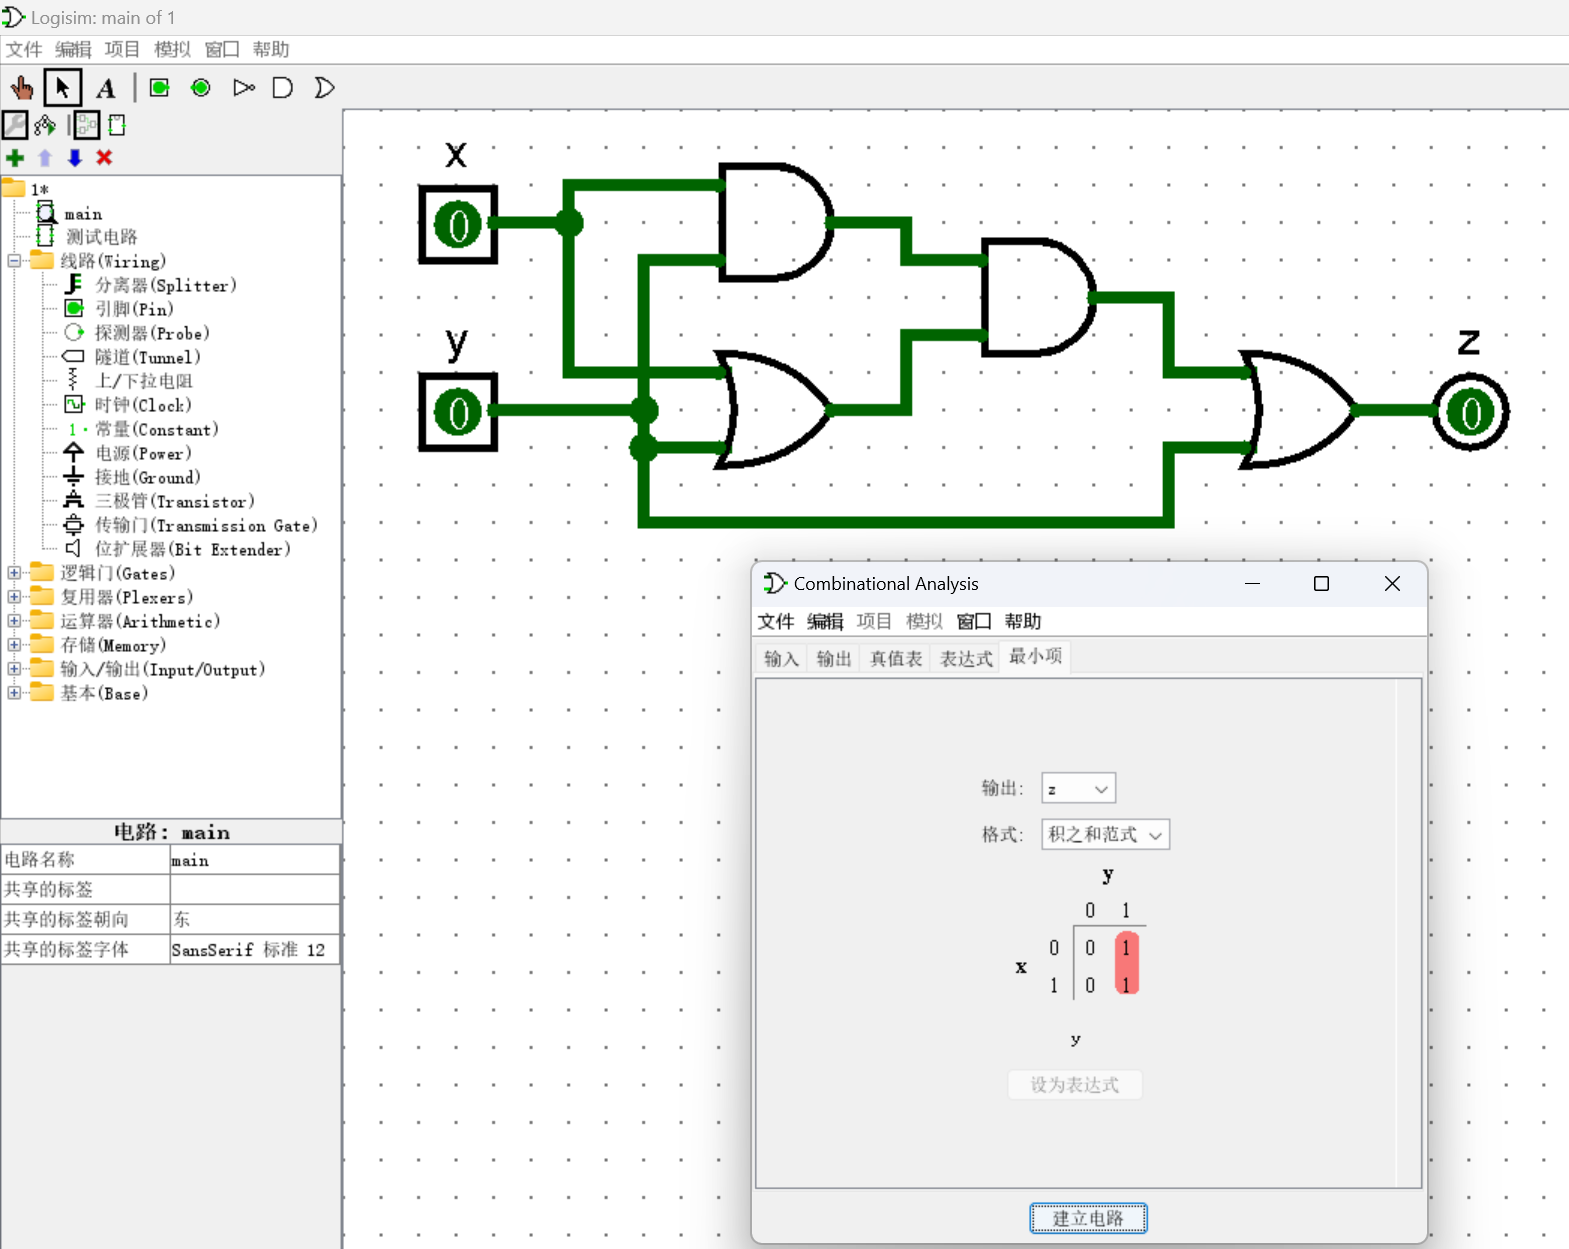 Logisim: main of 1
文件 编辑 项目 模拟 窗口 帮助
A
1*
main
测试电路
线路(Wiring)
分离器(Splitter)
引脚(Pin)
探测器(Probe)
隧道(Tunnel)
上/下拉电阻
时钟(Clock)
1 常量(Constant)
电源(Power)
接地(Ground)
三极管(Transistor)
传输门(Transmission Gate)
位扩展器(Bit Extender)
逻辑门(Gates)
复用器(Plexers)
运算器(Arithmetic)
存储(Memory)
输入/输出(Input/Output)
基本(Base)
电路: main
电路名称 main
共享的标签
共享的标签朝向 东
共享的标签字体 SansSerif 标准 12
x
0
y
0
z
0
Combinational Analysis
文件 编辑 项目 模拟 窗口 帮助
输入 输出 真值表 表达式 最小项
输出: z
格式: 积之和范式
y
0 1
0 0 1
x
1 0 1
y
设为表达式
建立电路